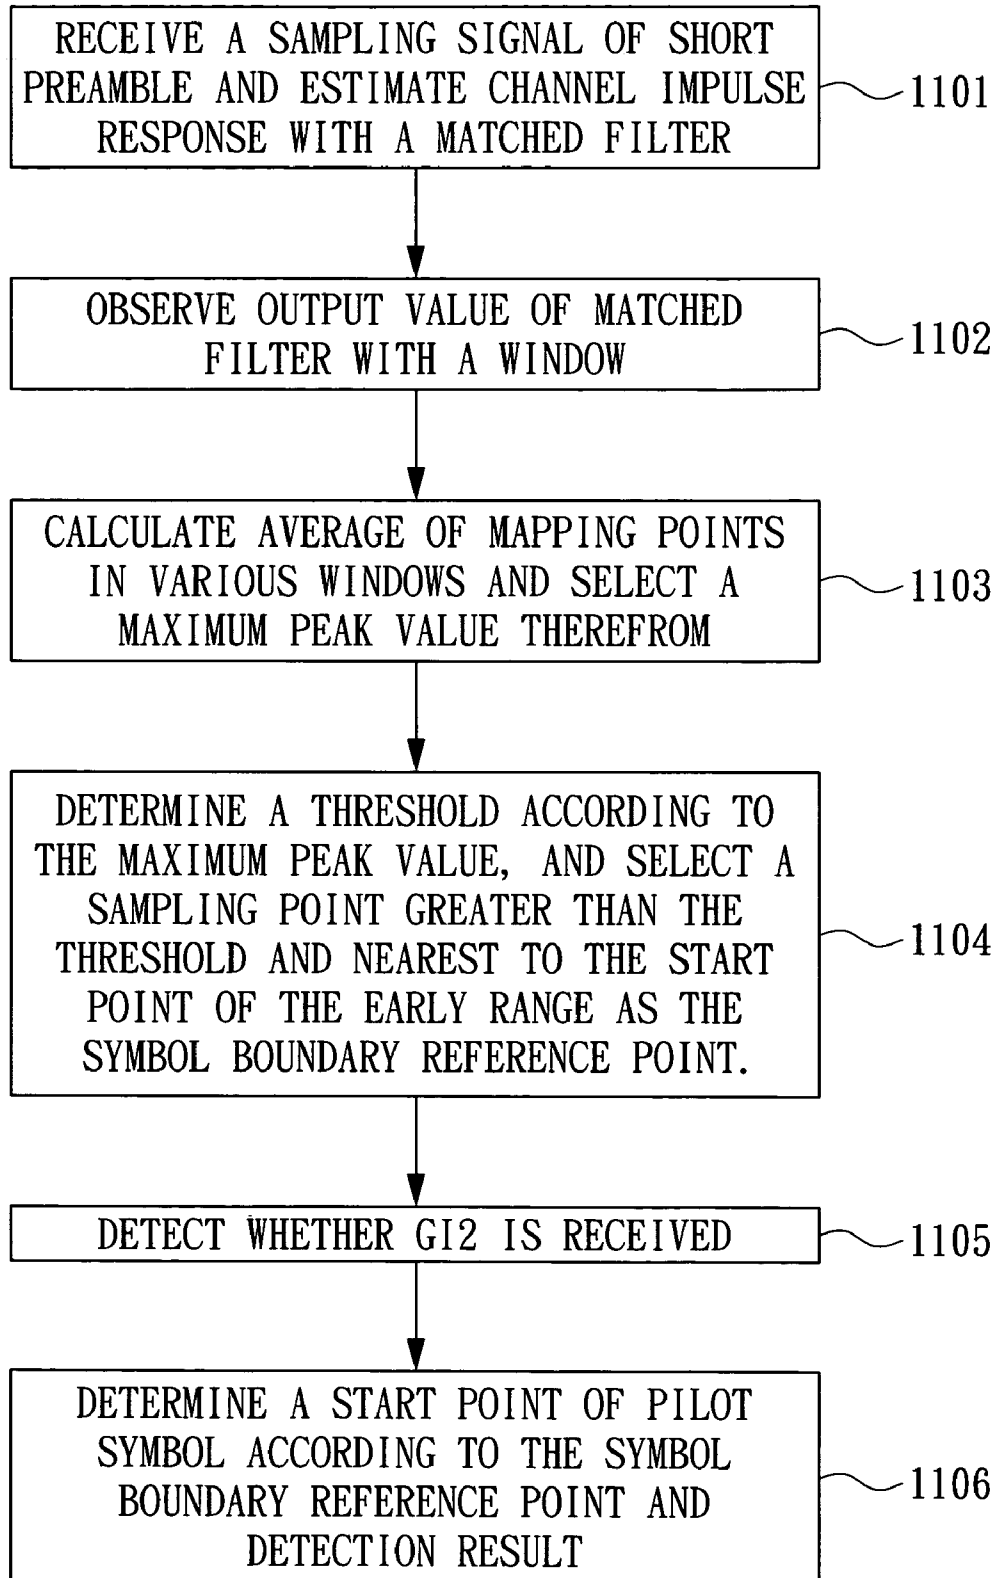 RECEIVE A SAMPLING SIGNAL OF SHORT
PREAMBLE AND ESTIMATE CHANNEL IMPULSE
RESPONSE WITH A MATCHED FILTER
1101
OBSERVE OUTPUT VALUE OF MATCHED
FILTER WITH A WINDOW
1102
CALCULATE AVERAGE OF MAPPING POINTS
IN VARIOUS WINDOWS AND SELECT A
MAXIMUM PEAK VALUE THEREFROM
1103
DETERMINE A THRESHOLD ACCORDING TO
THE MAXIMUM PEAK VALUE, AND SELECT A
SAMPLING POINT GREATER THAN THE
THRESHOLD AND NEAREST TO THE START
POINT OF THE EARLY RANGE AS THE
SYMBOL BOUNDARY REFERENCE POINT.
1104
DETECT WHETHER GI2 IS RECEIVED
1105
DETERMINE A START POINT OF PILOT
SYMBOL ACCORDING TO THE SYMBOL
BOUNDARY REFERENCE POINT AND
DETECTION RESULT
1106